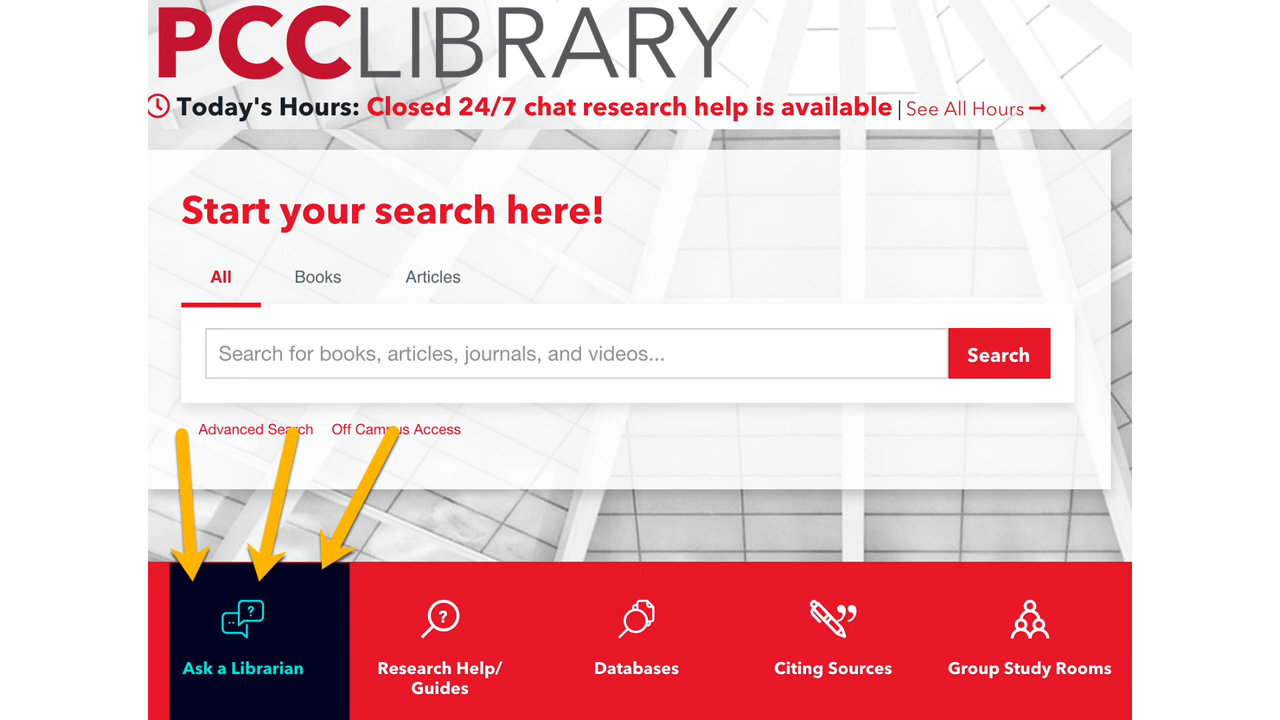 PCCLIBRARY
Today's Hours: Closed 24/7 chat research help is available | See All Hours →
Start your search here!
All Books Articles
Search for books, articles, journals, and videos... Search
Advanced Search Off Campus Access
? Ask a Librarian
? Research Help/
Guides
Databases
Citing Sources
Group Study Rooms